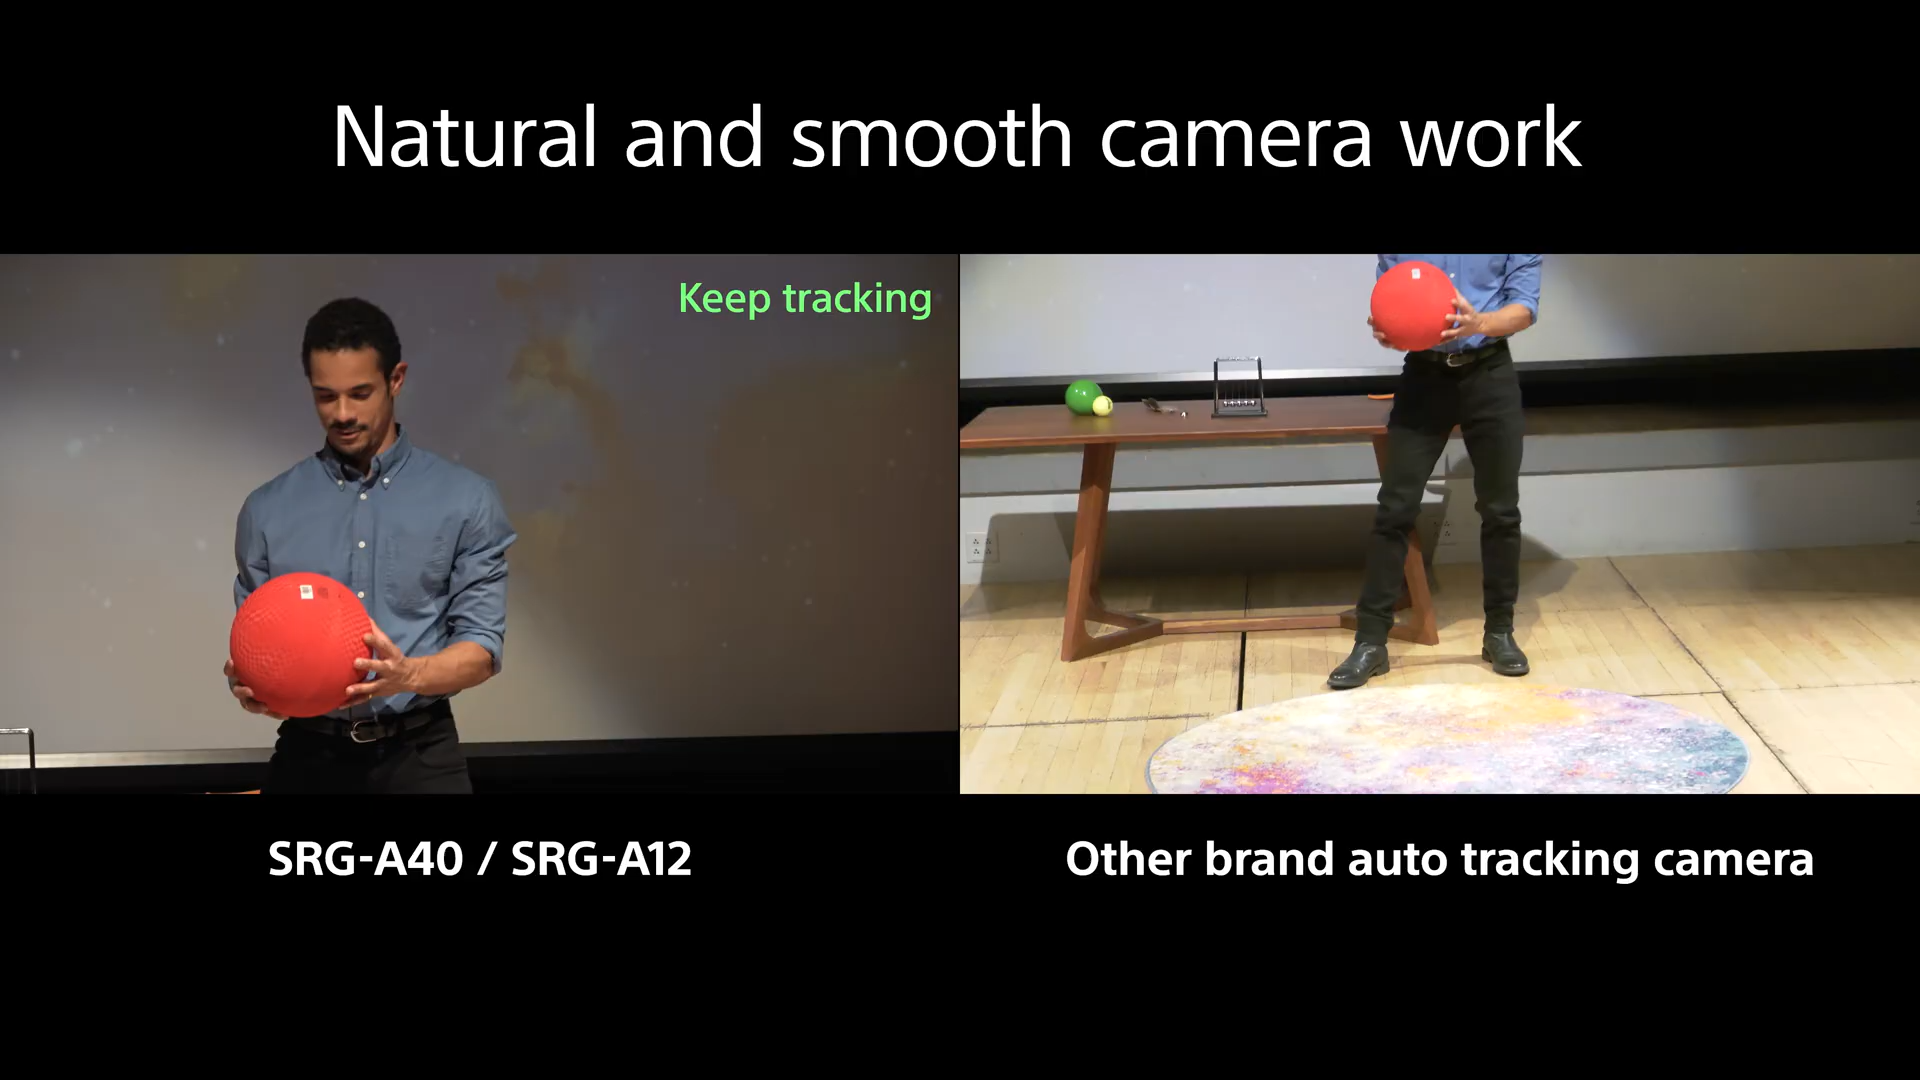 Natural and smooth camera work
Keep tracking
SRG-A40 / SRG-A12
Other brand auto tracking camera